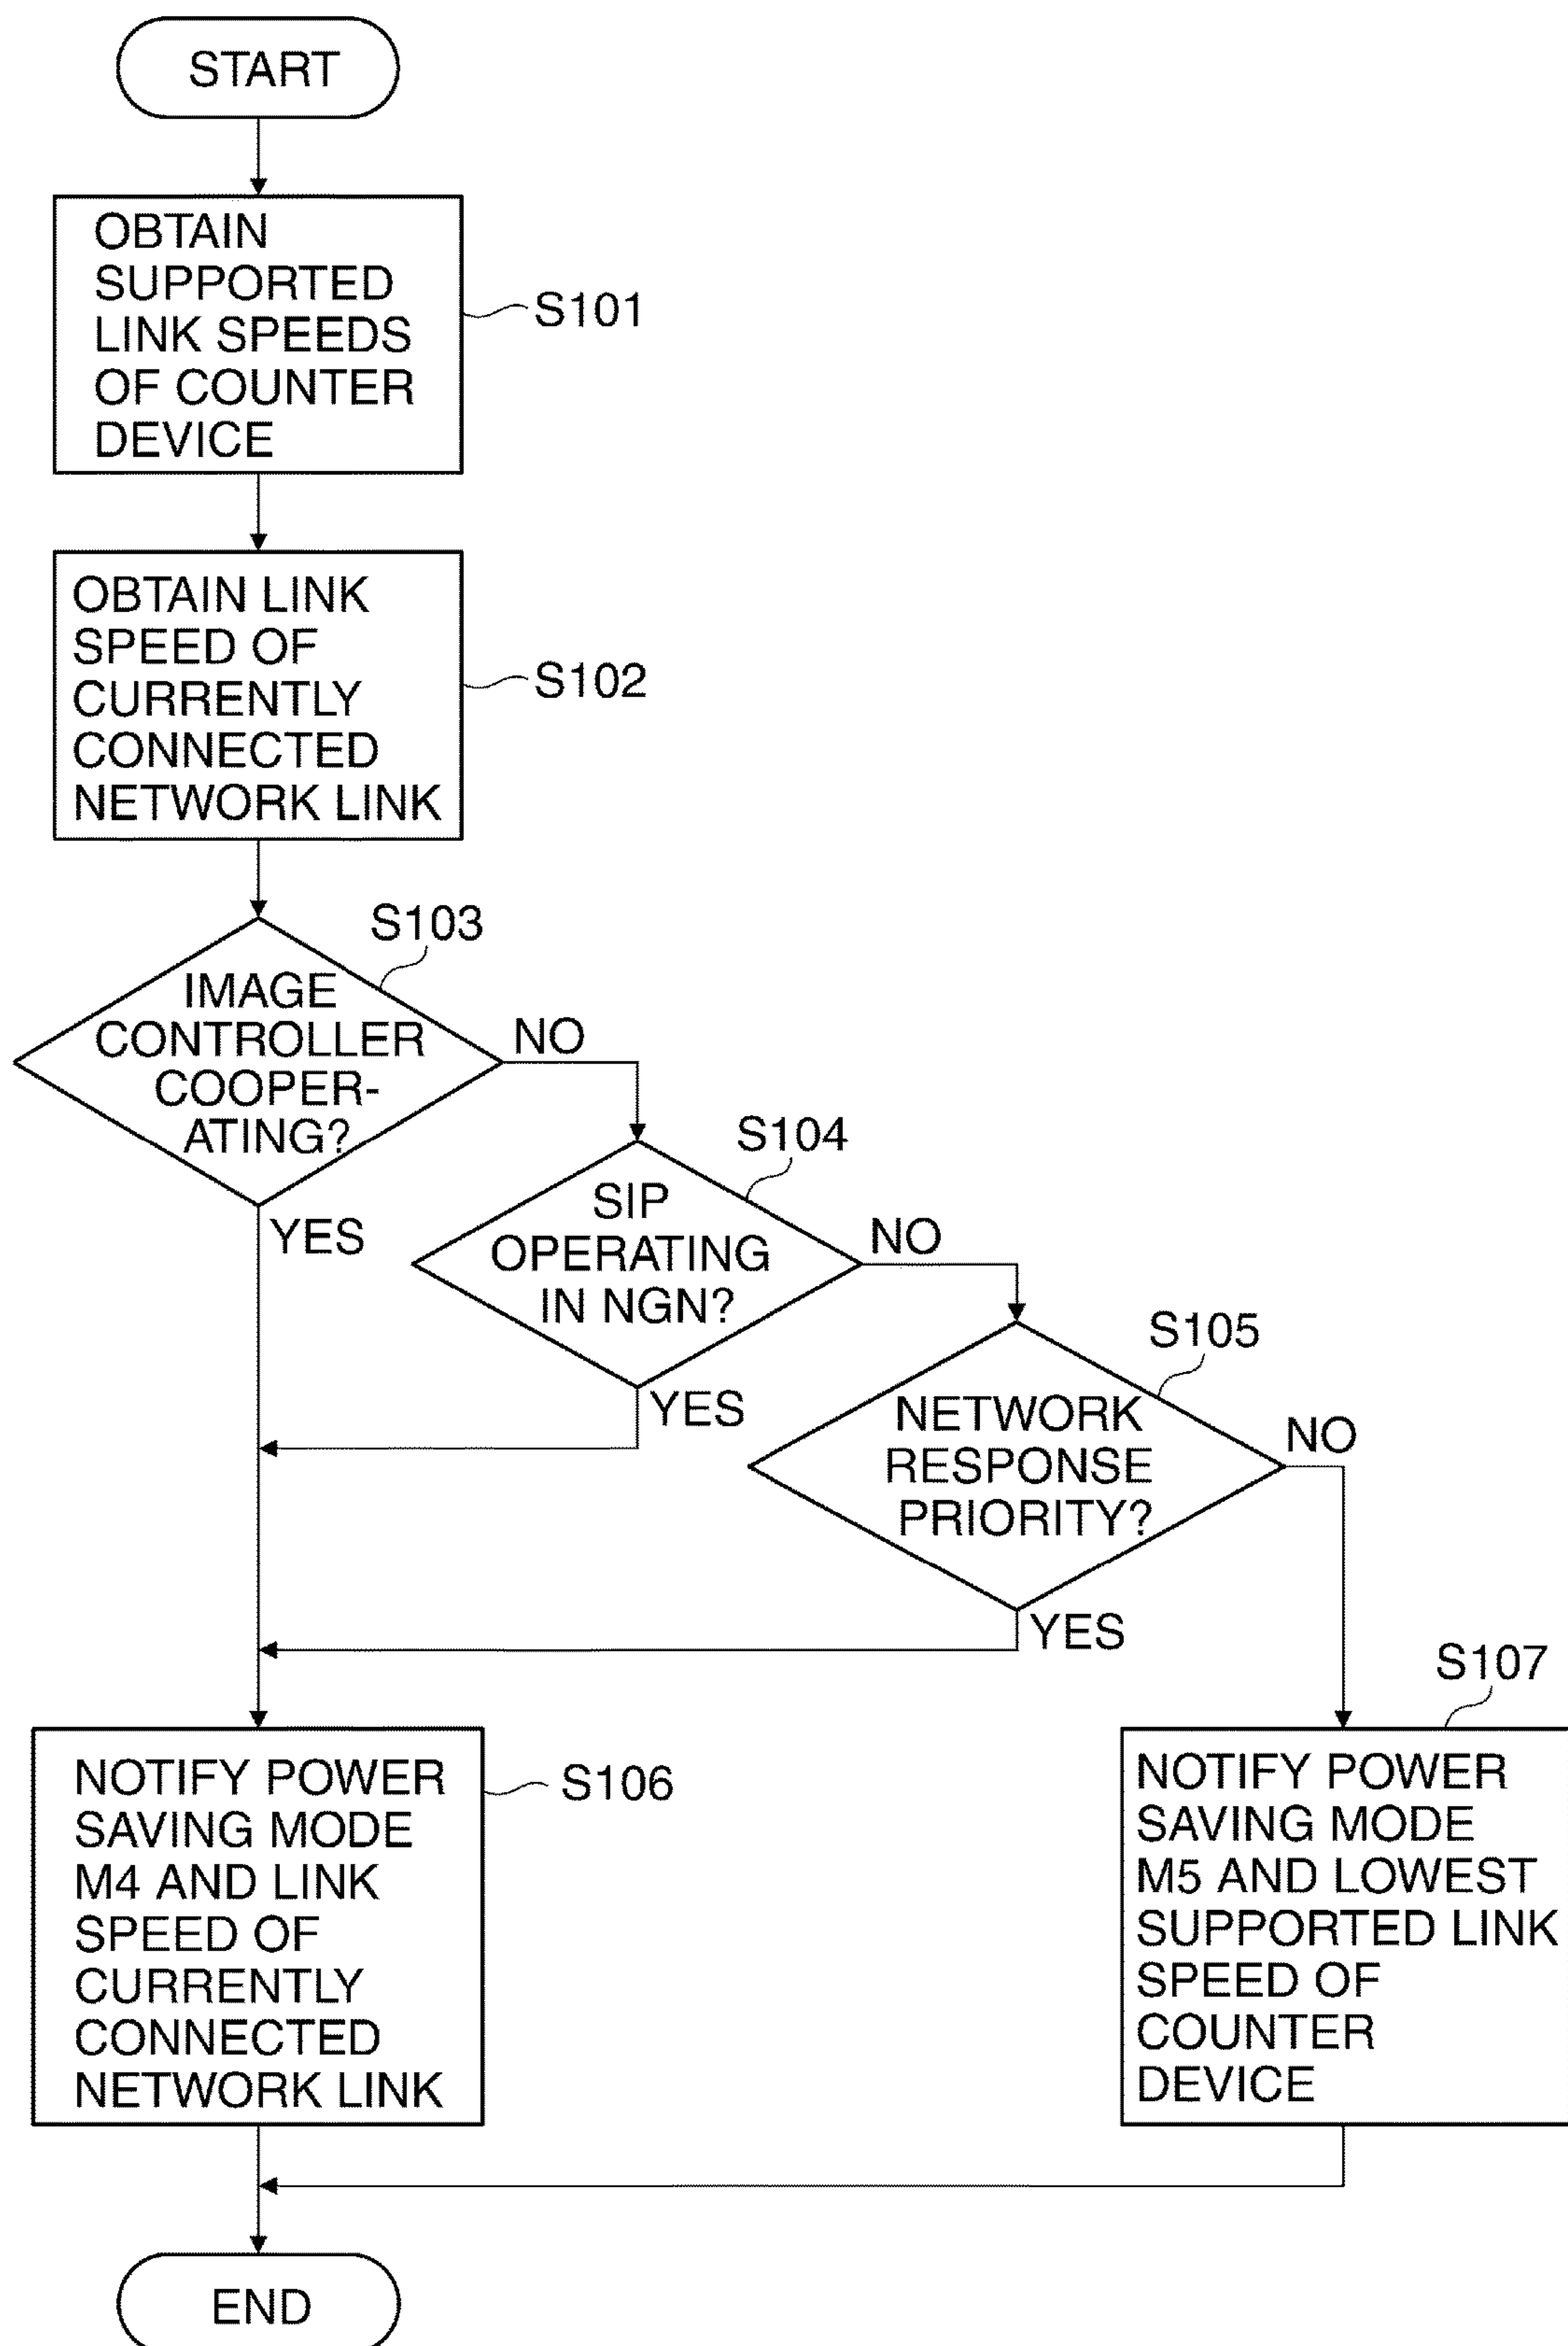 START
OBTAIN
SUPPORTED
LINK SPEEDS
OF COUNTER
DEVICE
S101
OBTAIN LINK
SPEED OF
CURRENTLY
CONNECTED
NETWORK LINK
S102
S103
IMAGE
CONTROLLER
COOPER-
ATING?
NO
YES
S104
SIP
OPERATING
IN NGN?
NO
YES
S105
NETWORK
RESPONSE
PRIORITY?
NO
YES
S106
NOTIFY POWER
SAVING MODE
M4 AND LINK
SPEED OF
CURRENTLY
CONNECTED
NETWORK LINK
S107
NOTIFY POWER
SAVING MODE
M5 AND LOWEST
SUPPORTED LINK
SPEED OF
COUNTER
DEVICE
END